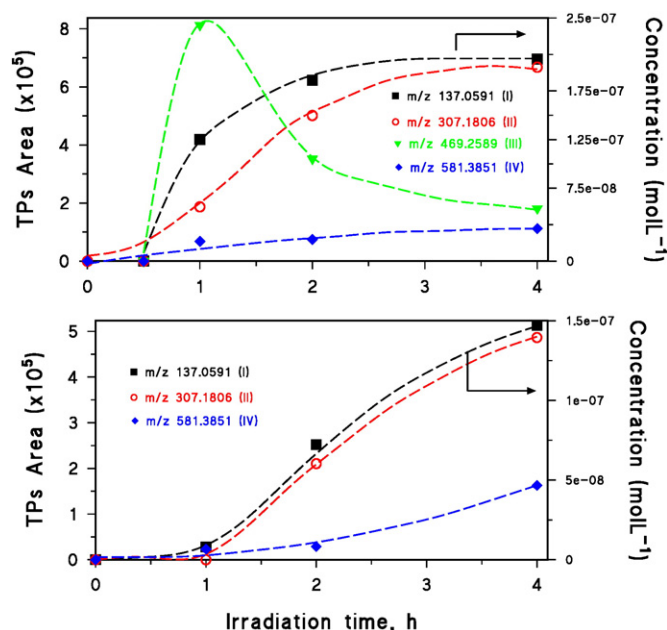 TPs Area (x10⁵)
8
6
4
2
0
0
1
2
3
4
2.5e-07
1.25e-07
7.5e-08
0
Concentration (molL⁻¹)
m/z 137.0591 (I)
m/z 307.1806 (II)
m/z 469.2589 (III)
m/z 581.3851 (IV)
TPs Area (x10⁵)
5
4
3
2
1
0
0
1
2
3
4
1.5e-07
1e-07
5e-08
0
Concentration (molL⁻¹)
m/z 137.0591 (I)
m/z 307.1806 (II)
m/z 581.3851 (IV)
Irradiation time, h